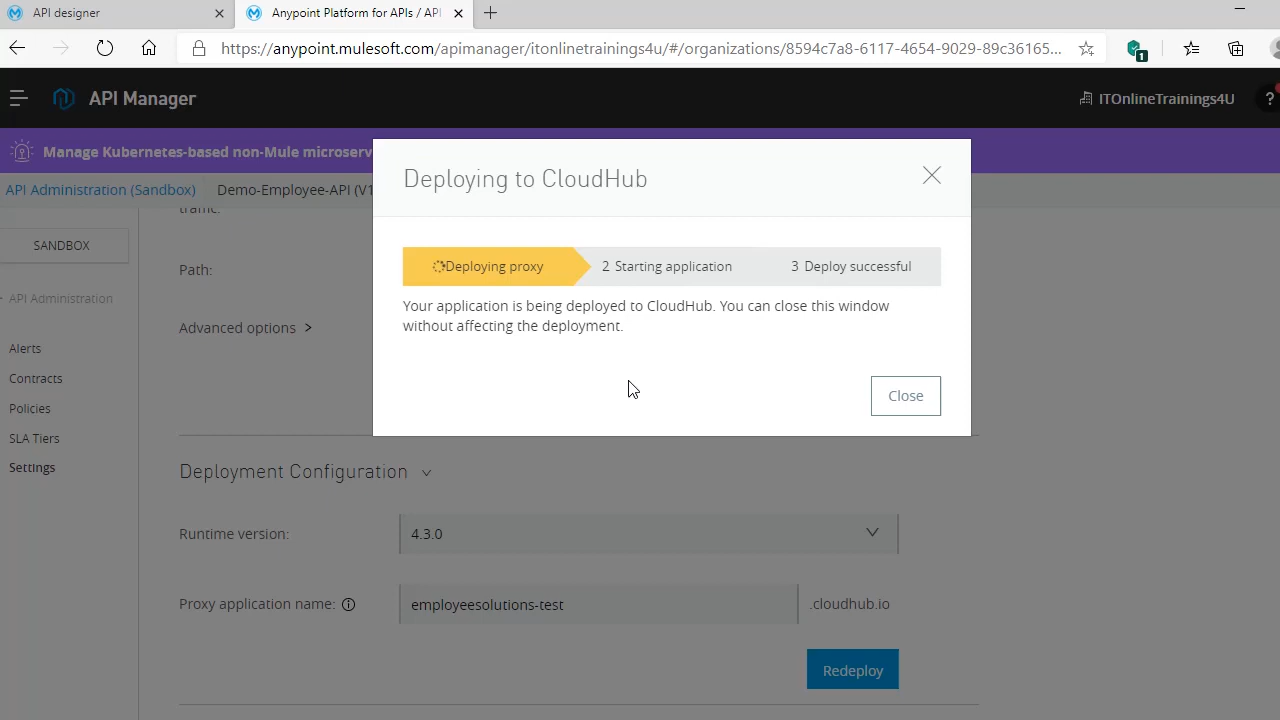 API designer
Anypoint Platform for APIs / API
https://anypoint.mulesoft.com/apimanager/itonlinetrainings4u/#/organizations/8594c7a8-6117-4654-9029-89c36165...
1
API Manager
ITOnlineTrainings4U
?
Manage Kubernetes-based non-Mule microserv
API Administration (Sandbox)
Demo-Employee-API (V1
traffic.
SANDBOX
Path:
API Administration
Advanced options
Alerts
Contracts
Policies
SLA Tiers
Settings
Deploying to CloudHub
Deploying proxy
2 Starting application
3 Deploy successful
Your application is being deployed to CloudHub. You can close this window
without affecting the deployment.
Close
Deployment Configuration
Runtime version:
4.3.0
Proxy application name:
employeesolutions-test
.cloudhub.io
Redeploy